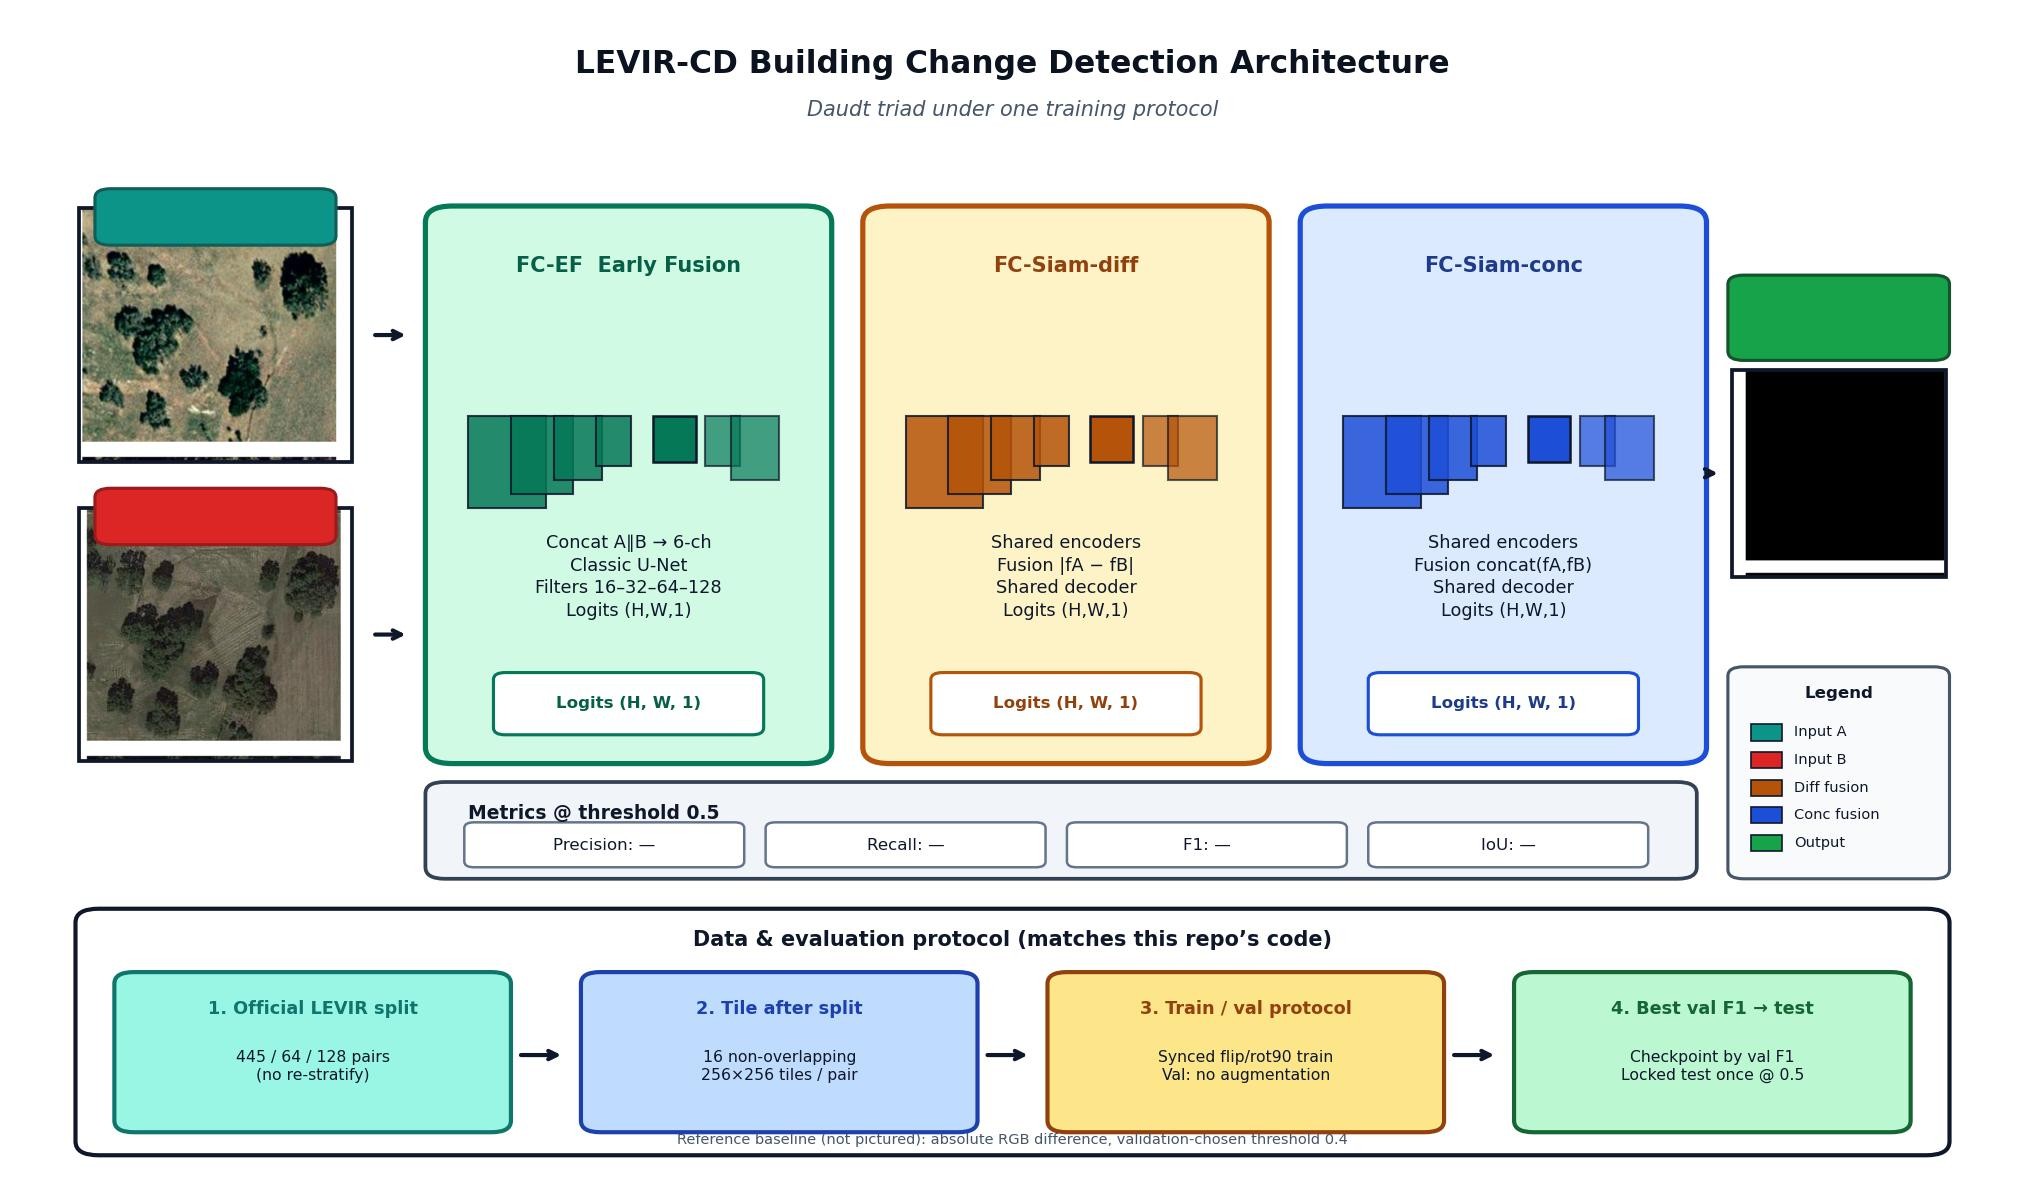 LEVIR-CD Building Change Detection Architecture
Daudt triad under one training protocol
FC-EF  Early Fusion
Concat A∥B → 6-ch
Classic U-Net
Filters 16–32–64–128
Logits (H,W,1)
Logits (H, W, 1)
FC-Siam-diff
Shared encoders
Fusion |fA − fB|
Shared decoder
Logits (H,W,1)
Logits (H, W, 1)
FC-Siam-conc
Shared encoders
Fusion concat(fA,fB)
Shared decoder
Logits (H,W,1)
Logits (H, W, 1)
Legend
Input A
Input B
Diff fusion
Conc fusion
Output
Metrics @ threshold 0.5
Precision: —
Recall: —
F1: —
IoU: —
Data & evaluation protocol (matches this repo’s code)
1. Official LEVIR split
445 / 64 / 128 pairs
(no re-stratify)
2. Tile after split
16 non-overlapping
256×256 tiles / pair
3. Train / val protocol
Synced flip/rot90 train
Val: no augmentation
4. Best val F1 → test
Checkpoint by val F1
Locked test once @ 0.5
Reference baseline (not pictured): absolute RGB difference, validation-chosen threshold 0.4